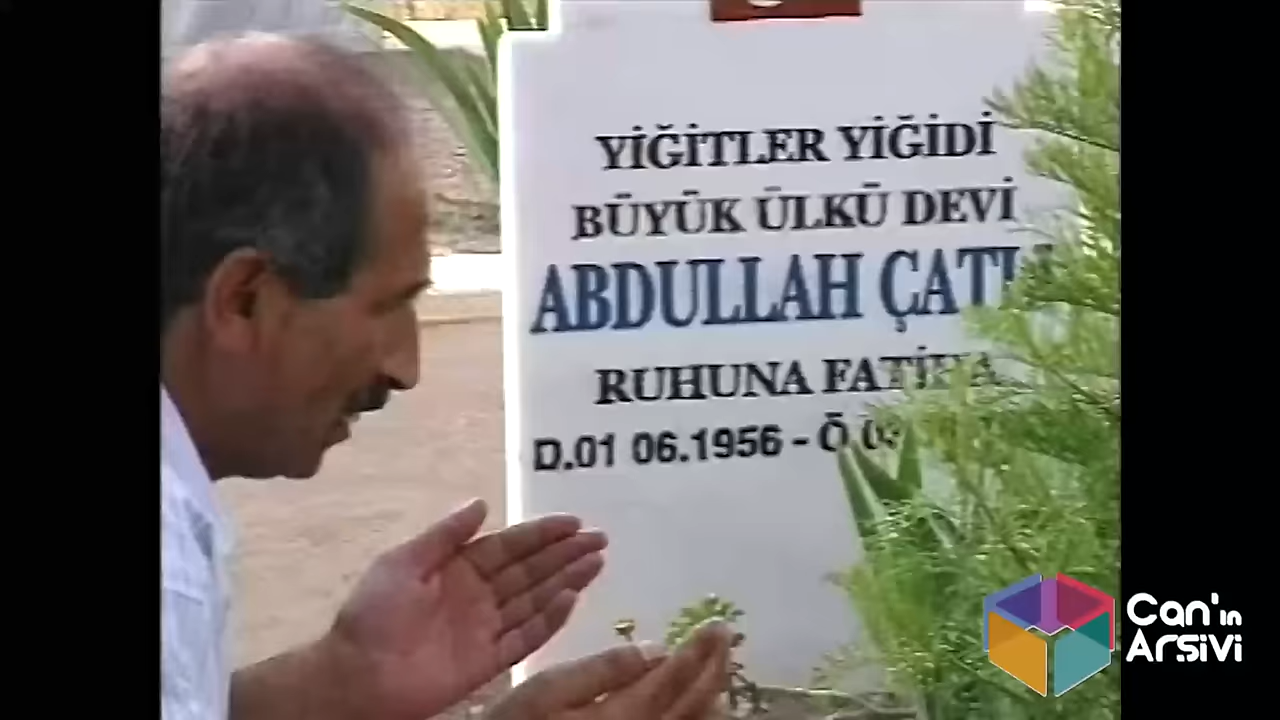 YİĞİTLER YİĞİDİ
BÜYÜK ÜLKÜ DEVİ
ABDULLAH
RUHUNA FATİHA
D.01 06.1956 - Ö
Can'ın
Arşivi